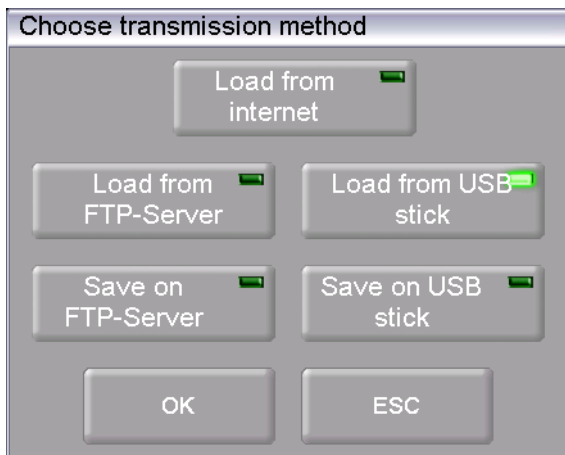 Choose transmission method
Load from
internet
Load from
FTP-Server
Load from USB
stick
Save on
FTP-Server
Save on USB
stick
OK
ESC